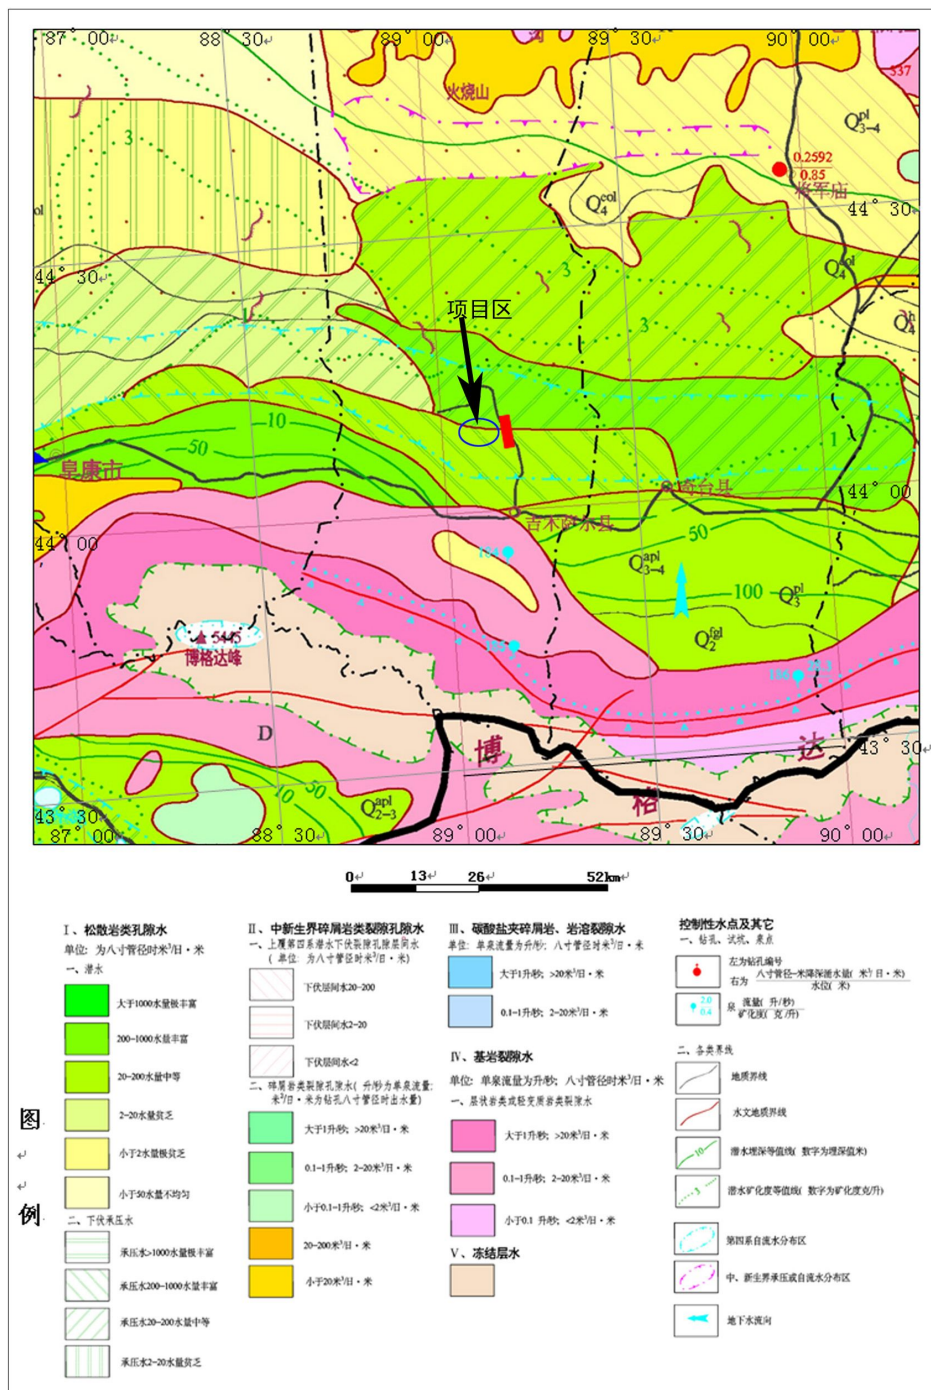 87° 00
88° 30
89° 00
89° 30
90° 00
火烧山
337
Q3-4 pl
0.2592
0.85
将军庙
Q4 eol
3
44° 30
ol
44° 30
Q4 eol
3
3
1
项目区
10
50
1
阜康市
奇台县
44° 00
吉木萨尔县
50
44° 00
Q3-4 apl
100
Q3 pl
Q2 fgl
5445
博格达峰
D
博
达
43° 30
格
10
50
Q2-3 apl
43° 30
87° 00
88° 30
89° 00
89° 30
90° 00
0 13 26 52km
图
例
Ⅰ、松散岩类孔隙水
单位: 为八寸管径时米³/日·米
一、潜水
大于1000水量极丰富
200-1000水量丰富
20-200水量中等
2-20水量贫乏
小于2水量极贫乏
小于50水量不均匀
二、下伏承压水
承压水>1000水量极丰富
承压水200-1000水量丰富
承压水20-200水量中等
承压水2-20水量贫乏
Ⅱ、中新生界碎屑岩类裂隙孔隙水
一、上覆第四系潜水下伏裂隙孔隙层间水
( 单位: 为八寸管径时米³/日·米)
下伏层间水20-200
下伏层间水2-20
下伏层间水<2
二、碎屑岩类裂隙孔隙水( 升/秒为单泉流量;
米³/日·米为钻孔八寸管径时出水量)
大于1升/秒; >20米³/日·米
0.1-1升/秒; 2-20米³/日·米
小于0.1-1升/秒; <2米³/日·米
20-200米³/日·米
小于20米³/日·米
Ⅲ、碳酸盐夹碎屑岩、岩溶裂隙水
单位: 单泉流量为升/秒; 八寸管径时米³/日·米
大于1升/秒; >20米³/日·米
0.1-1升/秒; 2-20米³/日·米
Ⅳ、基岩裂隙水
单位: 单泉流量为升/秒; 八寸管径时米³/日·米
一、层状岩类或轻变质岩类裂隙水
大于1升/秒; >20米³/日·米
0.1-1升/秒; 2-20米³/日·米
小于0.1 升/秒; <2米³/日·米
Ⅴ、冻结层水
控制性水点及其它
一、钻孔、试坑、泉点
左为钻孔编号
右为 八寸管径一米降深涌水量( 米³/日·米)
水位( 米)
2.0
0.4
泉 流量( 升/秒)
矿化度( 克/升)
二、各类界线
地质界线
水文地质界线
10
潜水埋深等值线( 数字为埋深值米)
3
潜水矿化度等值线( 数字为矿化度克/升)
第四系自流水分布区
中、新生界承压或自流水分布区
地下水流向